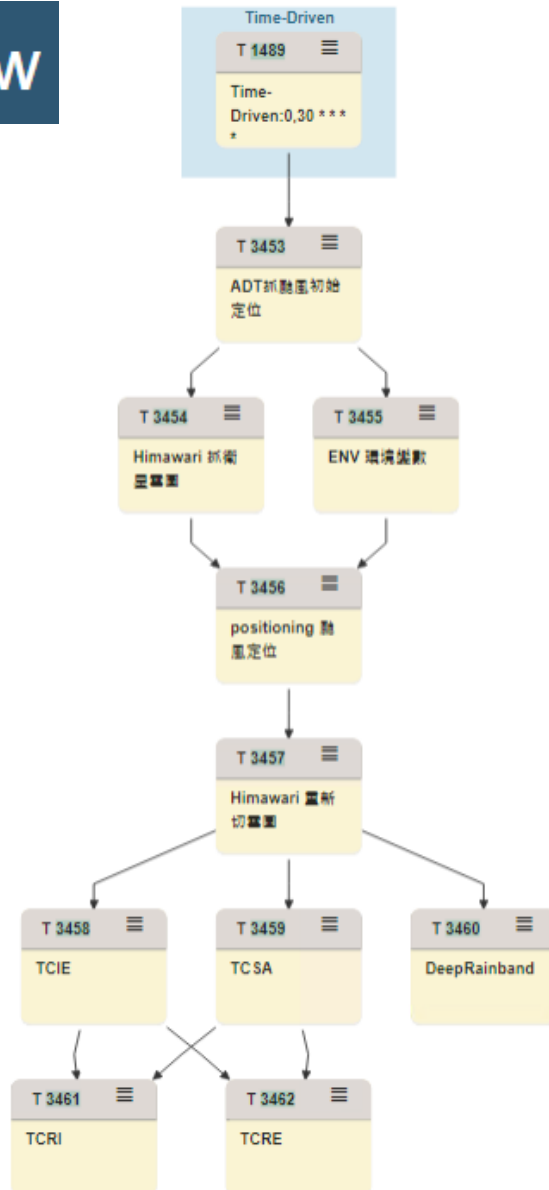 W
Time-Driven
T 1489
Time-
Driven:0,30 * * *
*
T 3453
ADT抓颱風初始
定位
T 3454
Himawari 抓衛
星雲圖
T 3455
ENV 環境變數
T 3456
positioning 颱
風定位
T 3457
Himawari 重新
切雲圖
T 3458
TCIE
T 3459
TCSA
T 3460
DeepRainband
T 3461
TCRI
T 3462
TCRE